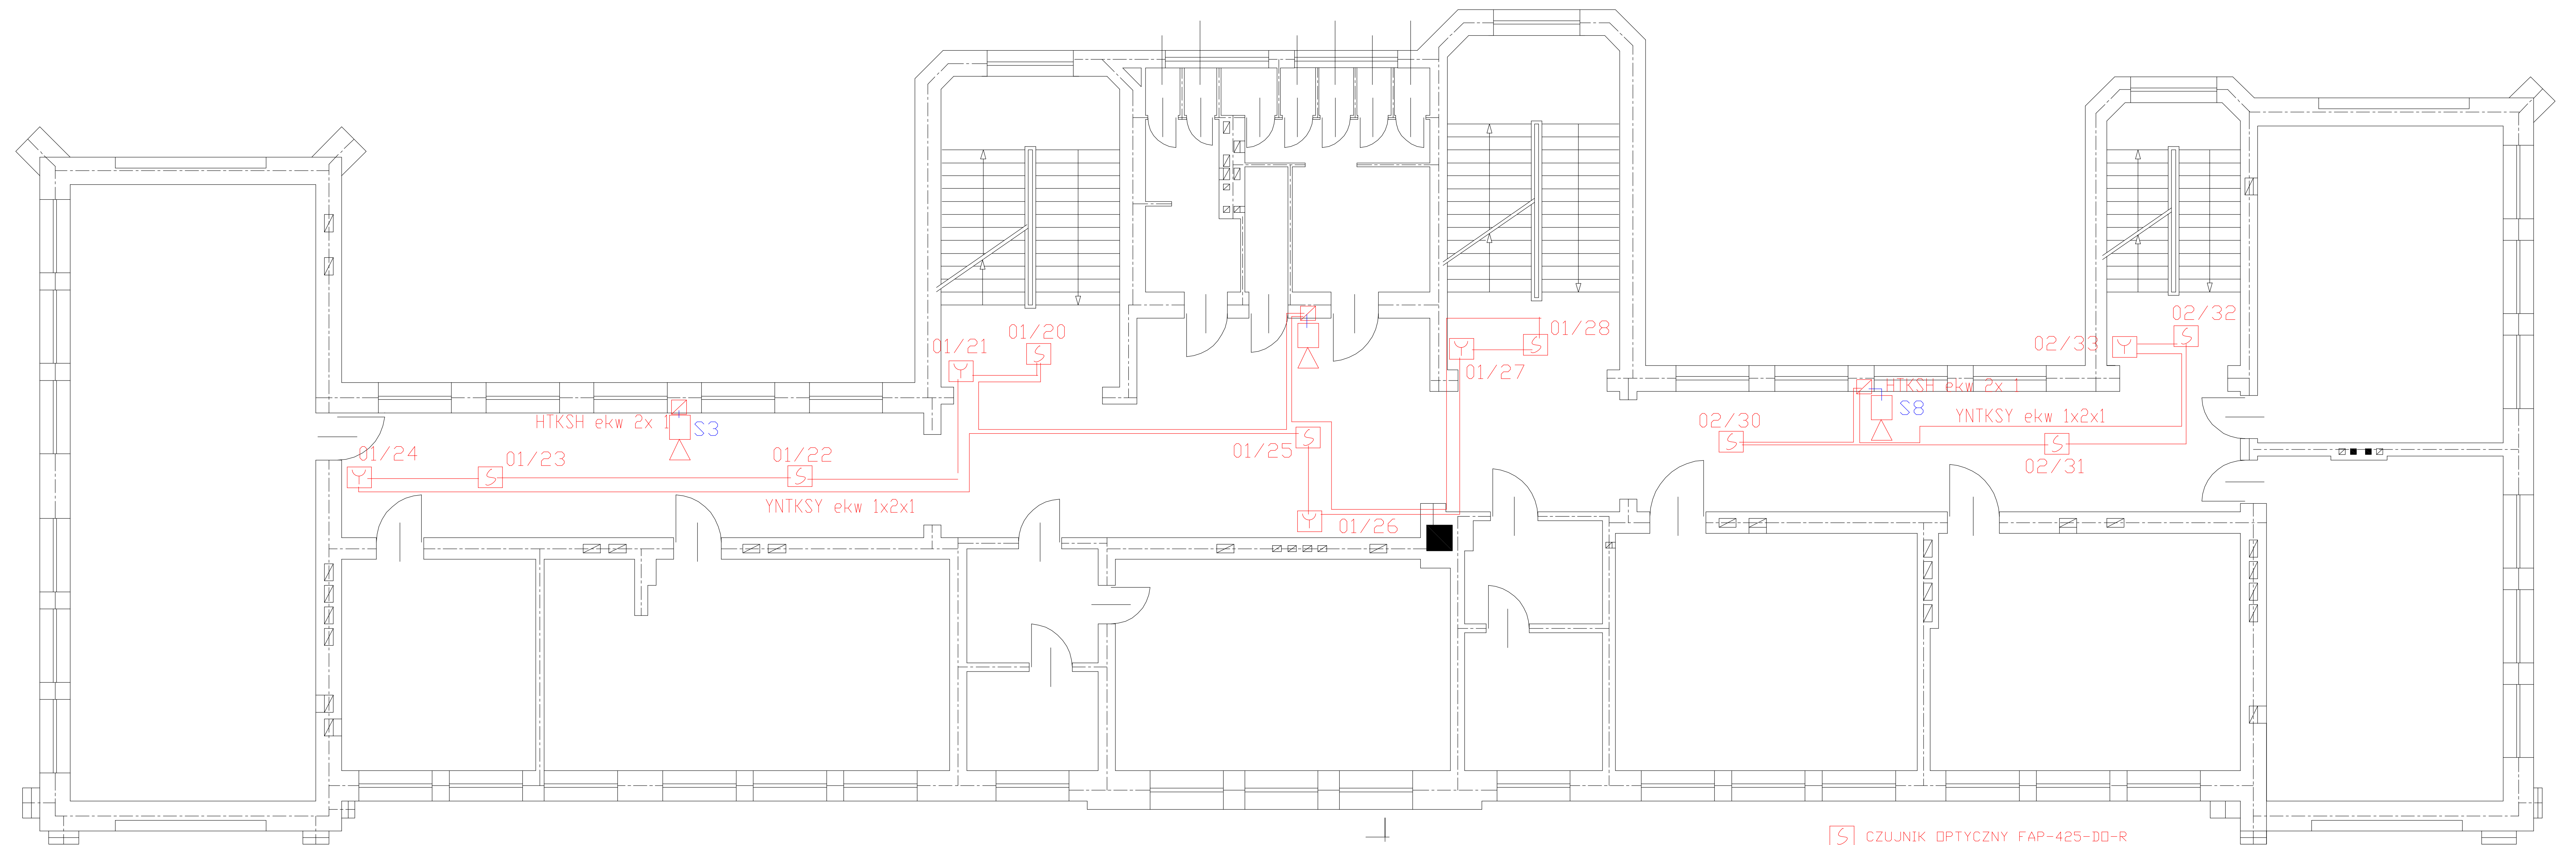 01/28
02/32
01/20
01/21
02/33
01/27
HTKSH ekw 2x 1
S8
YNTKSY ekw 1x2x1
02/30
HTKSH ekw 2x 1
S3
01/25
01/24
01/23
01/22
02/31
YNTKSY ekw 1x2x1
01/26
S CZUJNIK OPTYCZNY FAP-425-DO-R